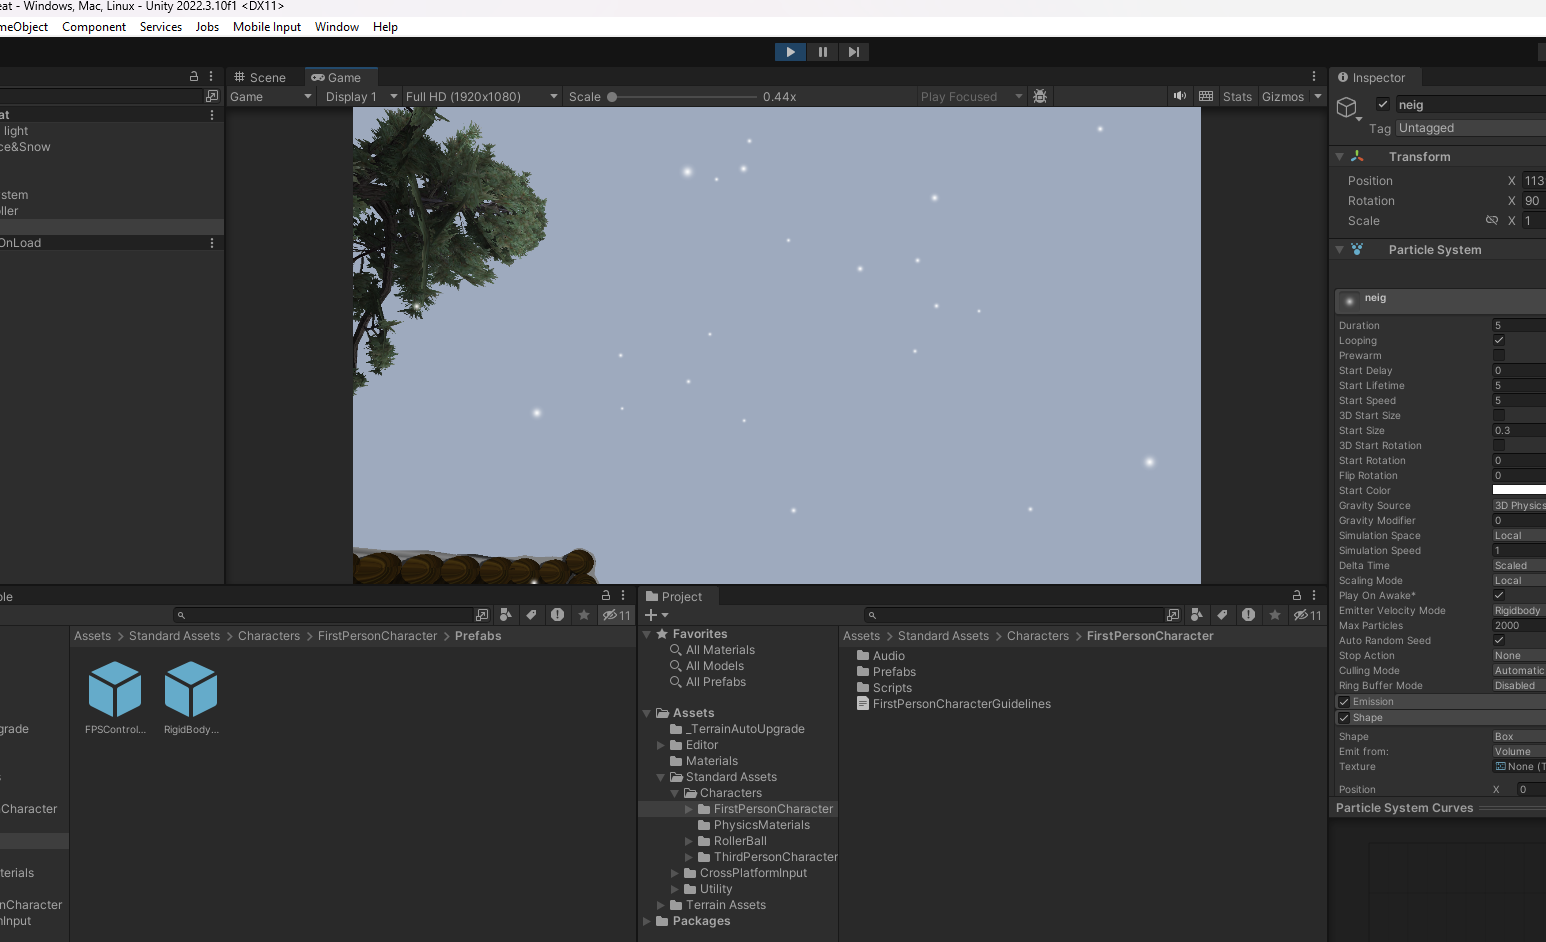 eat - Windows, Mac, Linux - Unity 2022.3.10f1 <DX11>
meObject Component Services Jobs Mobile Input Window Help
Scene Game
Game Display 1 Full HD (1920x1080) Scale 0.44x Play Focused Stats Gizmos
at
light
ce&Snow
stem
ller
OnLoad
Inspector
neig
Tag Untagged
Transform
Position X 113
Rotation X 90
Scale X 1
Particle System
neig
Duration 5
Looping
Prewarm
Start Delay 0
Start Lifetime 5
Start Speed 5
3D Start Size
Start Size 0.3
3D Start Rotation
Start Rotation 0
Flip Rotation 0
Start Color
Gravity Source 3D Physics
Gravity Modifier 0
Simulation Space Local
Simulation Speed 1
Delta Time Scaled
Scaling Mode Local
Play On Awake*
Emitter Velocity Mode Rigidbody
Max Particles 2000
Auto Random Seed
Stop Action None
Culling Mode Automatic
Ring Buffer Mode Disabled
Emission
Shape
Shape Box
Emit from: Volume
Texture None (T
Position X 0
Particle System Curves
ole
11
Assets > Standard Assets > Characters > FirstPersonCharacter > Prefabs
FPSControl... RigidBody...
grade
s
nCharacter
terials
nCharacter
mInput
Project
11
Favorites
All Materials
All Models
All Prefabs
Assets
_TerrainAutoUpgrade
Editor
Materials
Standard Assets
Characters
FirstPersonCharacter
PhysicsMaterials
RollerBall
ThirdPersonCharacter
CrossPlatformInput
Utility
Terrain Assets
Packages
Assets > Standard Assets > Characters > FirstPersonCharacter
Audio
Prefabs
Scripts
FirstPersonCharacterGuidelines